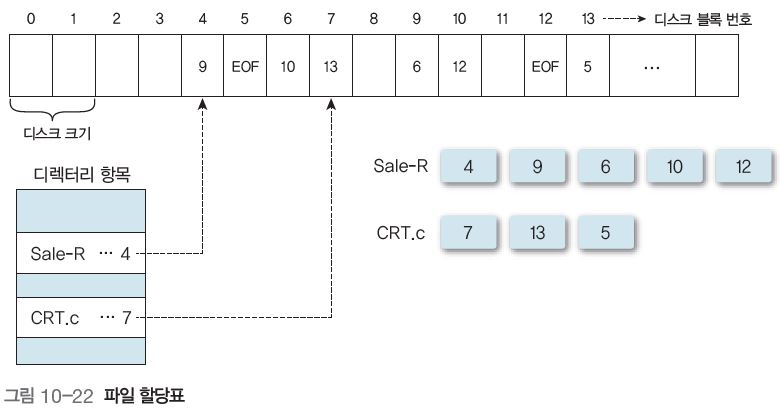 0 1 2 3 4 5 6 7 8 9 10 11 12 13 디스크 블록 번호
9 EOF 10 13 6 12 EOF 5 …
디스크 크기
디렉터리 항목
Sale-R 4 9 6 10 12
Sale-R … 4
CRT.c 7 13 5
CRT.c … 7
그림 10-22 파일 할당표